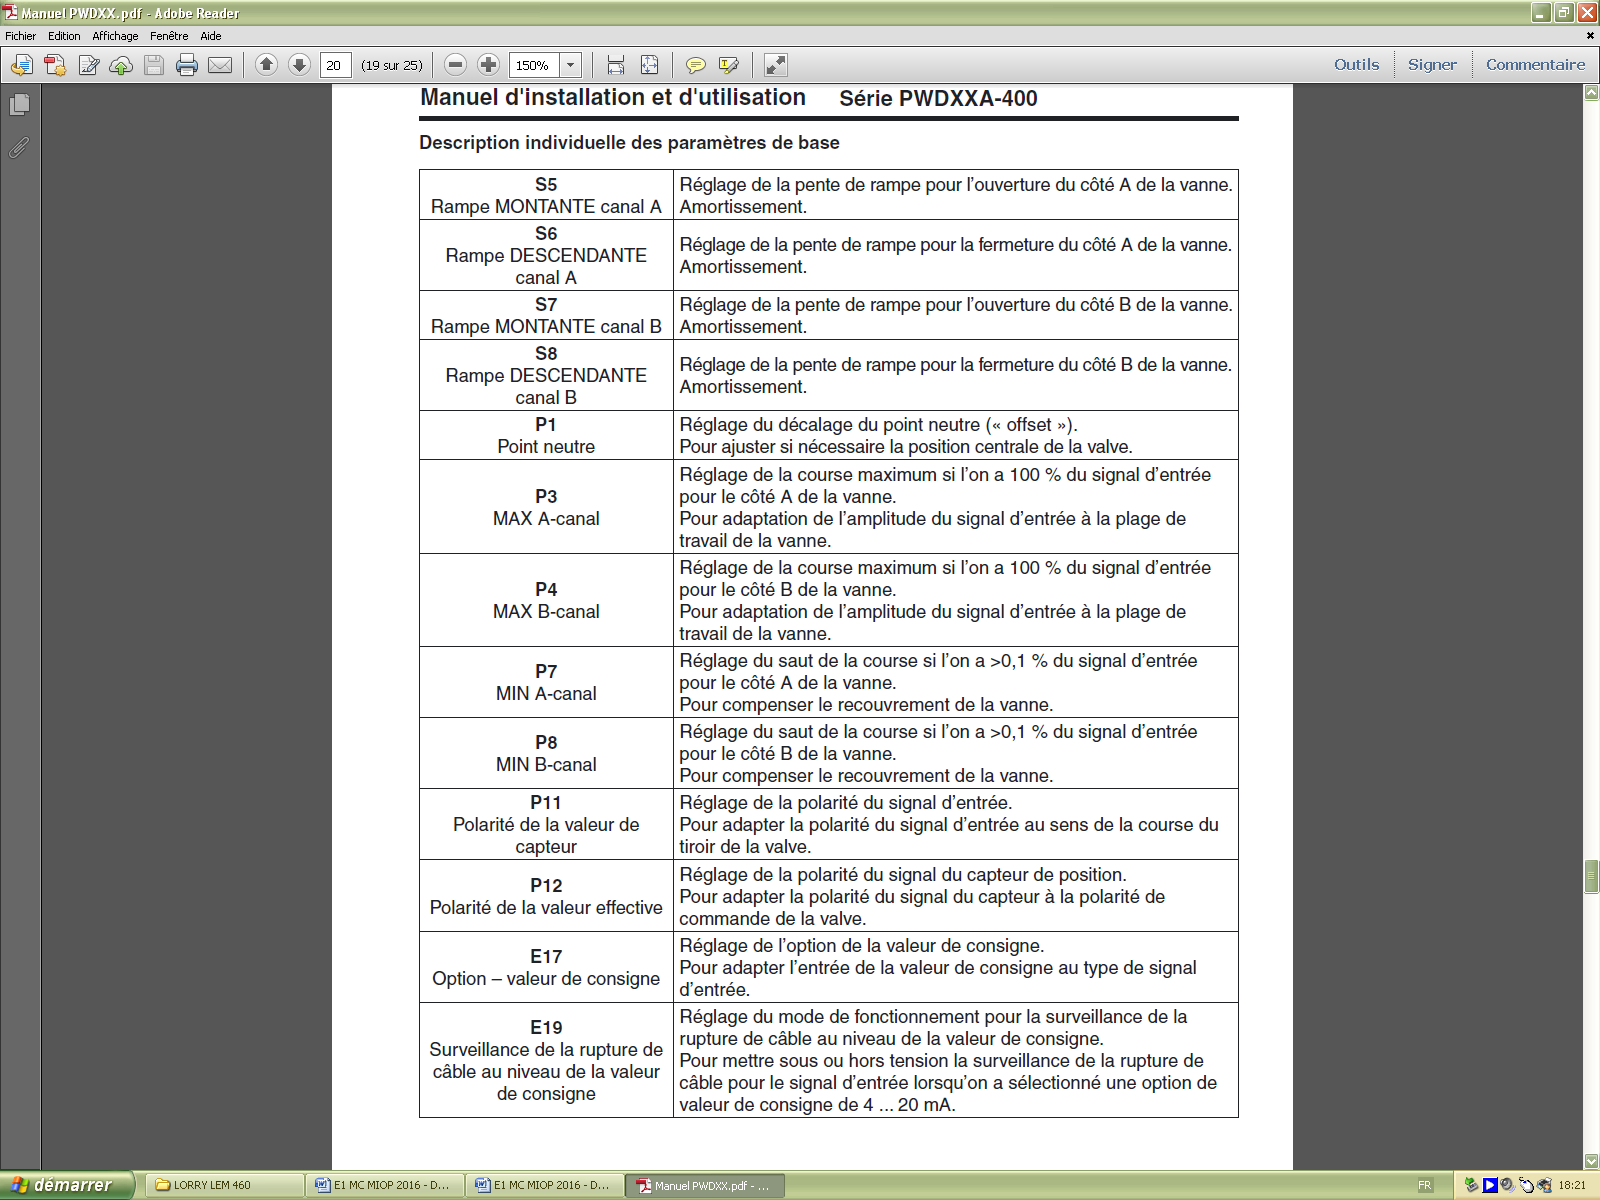 Manuel PWDXX.pdf - Adobe Reader
Fichier Edition Affichage Fenêtre Aide
20 (19 sur 25) 150% Outils Signer Commentaire
Manuel d'installation et d'utilisation Série PWDXXA-400
Description individuelle des paramètres de base
S5
Rampe MONTANTE canal A
Réglage de la pente de rampe pour l'ouverture du côté A de la vanne.
Amortissement.
S6
Rampe DESCENDANTE
canal A
Réglage de la pente de rampe pour la fermeture du côté A de la vanne.
Amortissement.
S7
Rampe MONTANTE canal B
Réglage de la pente de rampe pour l'ouverture du côté B de la vanne.
Amortissement.
S8
Rampe DESCENDANTE
canal B
Réglage de la pente de rampe pour la fermeture du côté B de la vanne.
Amortissement.
P1
Point neutre
Réglage du décalage du point neutre (« offset »).
Pour ajuster si nécessaire la position centrale de la valve.
P3
MAX A-canal
Réglage de la course maximum si l'on a 100 % du signal d'entrée
pour le côté A de la vanne.
Pour adaptation de l'amplitude du signal d'entrée à la plage de
travail de la vanne.
P4
MAX B-canal
Réglage de la course maximum si l'on a 100 % du signal d'entrée
pour le côté B de la vanne.
Pour adaptation de l'amplitude du signal d'entrée à la plage de
travail de la vanne.
P7
MIN A-canal
Réglage du saut de la course si l'on a >0,1 % du signal d'entrée
pour le côté A de la vanne.
Pour compenser le recouvrement de la vanne.
P8
MIN B-canal
Réglage du saut de la course si l'on a >0,1 % du signal d'entrée
pour le côté B de la vanne.
Pour compenser le recouvrement de la vanne.
P11
Polarité de la valeur de
capteur
Réglage de la polarité du signal d'entrée.
Pour adapter la polarité du signal d'entrée au sens de la course du
tiroir de la valve.
P12
Polarité de la valeur effective
Réglage de la polarité du signal du capteur de position.
Pour adapter la polarité du signal du capteur à la polarité de
commande de la valve.
E17
Option – valeur de consigne
Réglage de l'option de la valeur de consigne.
Pour adapter l'entrée de la valeur de consigne au type de signal
d'entrée.
E19
Surveillance de la rupture de
câble au niveau de la valeur
de consigne
Réglage du mode de fonctionnement pour la surveillance de la
rupture de câble au niveau de la valeur de consigne.
Pour mettre sous ou hors tension la surveillance de la rupture de
câble pour le signal d'entrée lorsqu'on a sélectionné une option de
valeur de consigne de 4 ... 20 mA.
démarrer LORRY LEM 460 E1 MC MIOP 2016 - D... E1 MC MIOP 2016 - D... Manuel PWDXX.pdf - ... FR 18:21